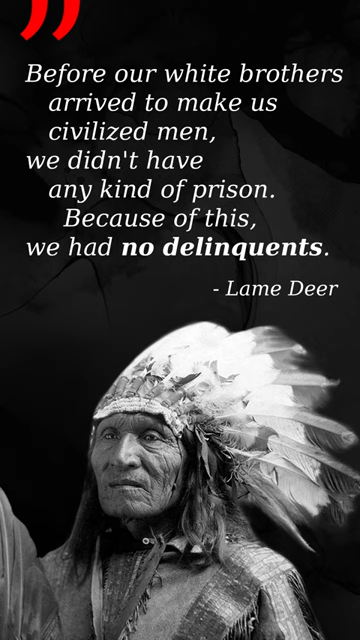 ”
Before our white brothers
arrived to make us
civilized men,
we didn't have
any kind of prison.
Because of this,
we had no delinquents.
- Lame Deer